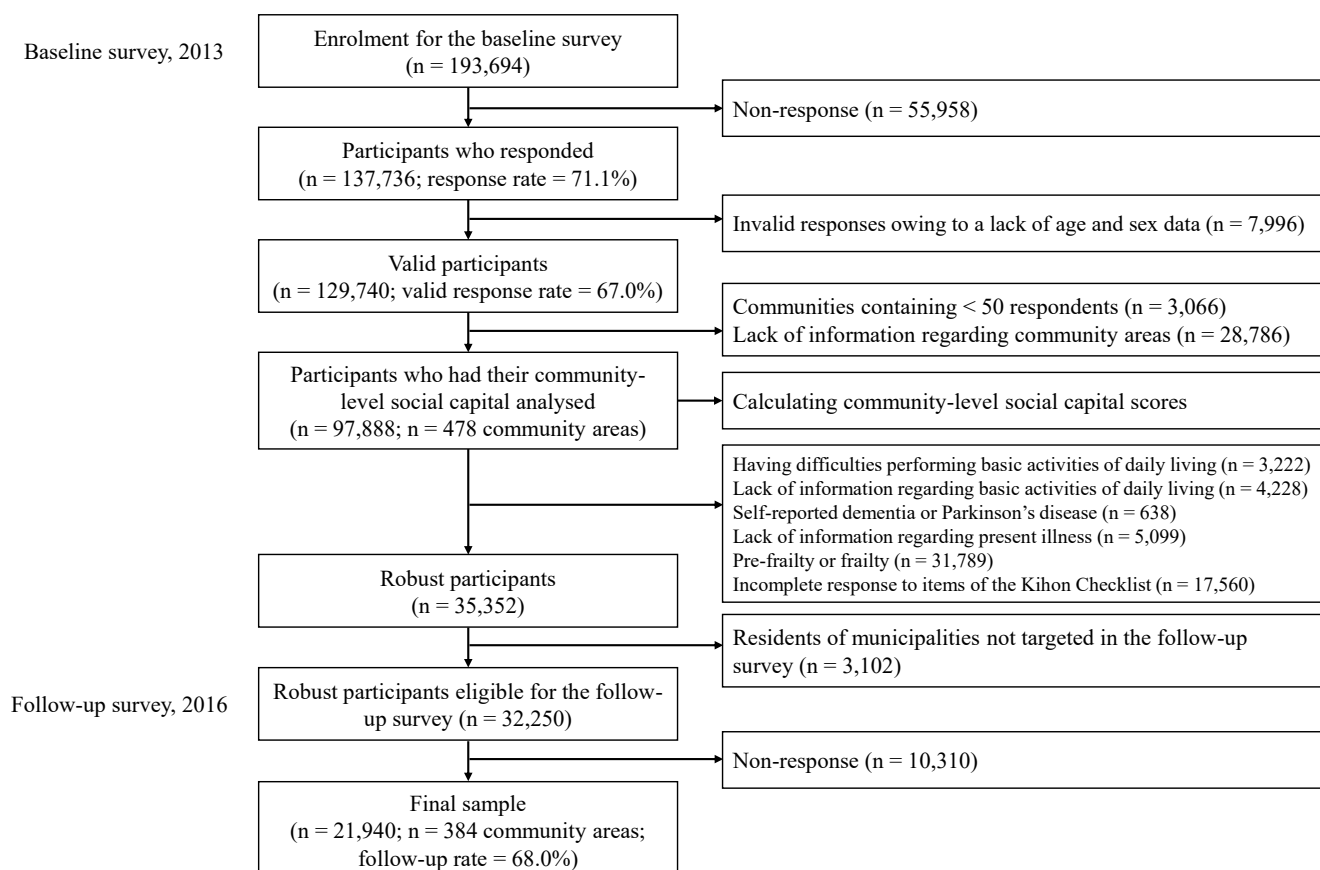 Baseline survey, 2013
Enrolment for the baseline survey
(n = 193,694)
Non-response (n = 55,958)
Participants who responded
(n = 137,736; response rate = 71.1%)
Invalid responses owing to a lack of age and sex data (n = 7,996)
Valid participants
(n = 129,740; valid response rate = 67.0%)
Communities containing < 50 respondents (n = 3,066)
Lack of information regarding community areas (n = 28,786)
Participants who had their community-
level social capital analysed
(n = 97,888; n = 478 community areas)
Calculating community-level social capital scores
Having difficulties performing basic activities of daily living (n = 3,222)
Lack of information regarding basic activities of daily living (n = 4,228)
Self-reported dementia or Parkinson’s disease (n = 638)
Lack of information regarding present illness (n = 5,099)
Pre-frailty or frailty (n = 31,789)
Incomplete response to items of the Kihon Checklist (n = 17,560)
Robust participants
(n = 35,352)
Residents of municipalities not targeted in the follow-up
survey (n = 3,102)
Follow-up survey, 2016
Robust participants eligible for the follow-
up survey (n = 32,250)
Non-response (n = 10,310)
Final sample
(n = 21,940; n = 384 community areas;
follow-up rate = 68.0%)